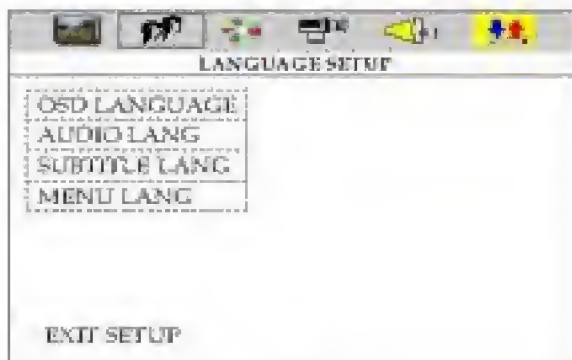 LANGUAGE SETUP
OSD LANGUAGE
AUDIO LANG
SUBTITLE LANG
MENU LANG
EXIT SETUP